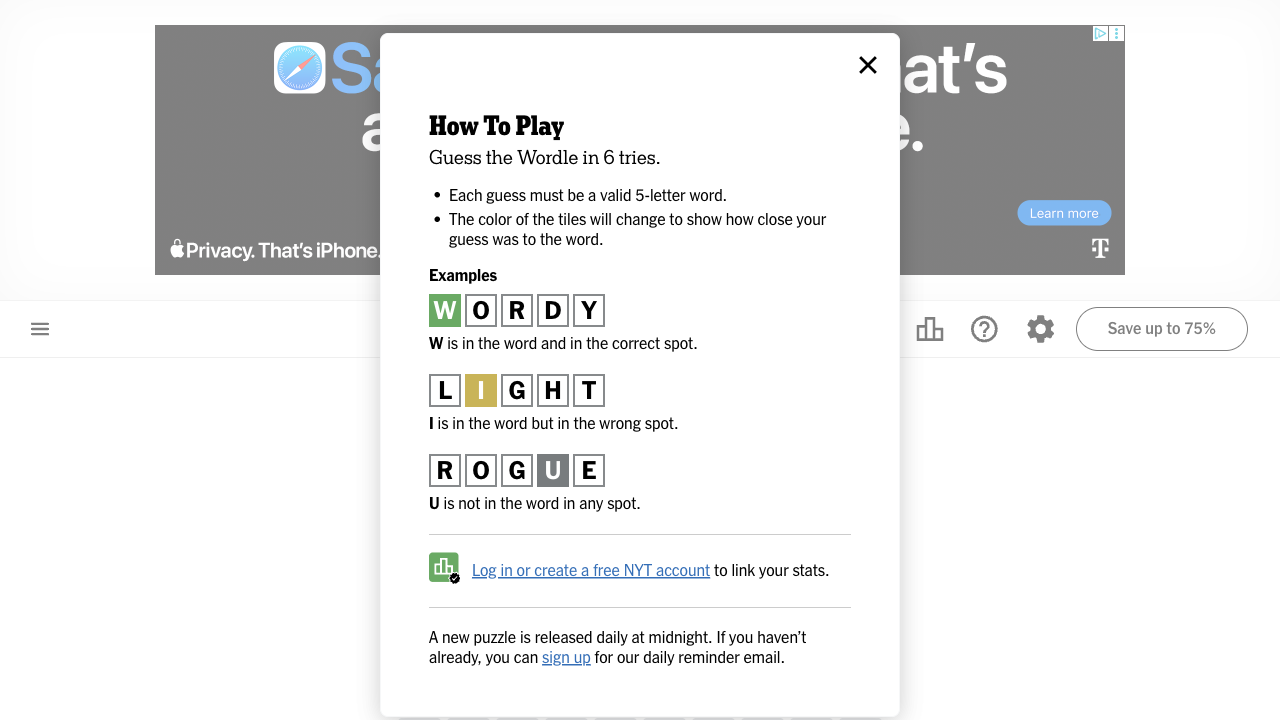 Sa
at's
a
e.
Learn more
Privacy. That's iPhone.
T
How To Play
Guess the Wordle in 6 tries.
• Each guess must be a valid 5-letter word.
• The color of the tiles will change to show how close your
guess was to the word.
Examples
W O R D Y
W is in the word and in the correct spot.
L I G H T
I is in the word but in the wrong spot.
R O G U E
U is not in the word in any spot.
Log in or create a free NYT account to link your stats.
A new puzzle is released daily at midnight. If you haven't
already, you can sign up for our daily reminder email.
Save up to 75%